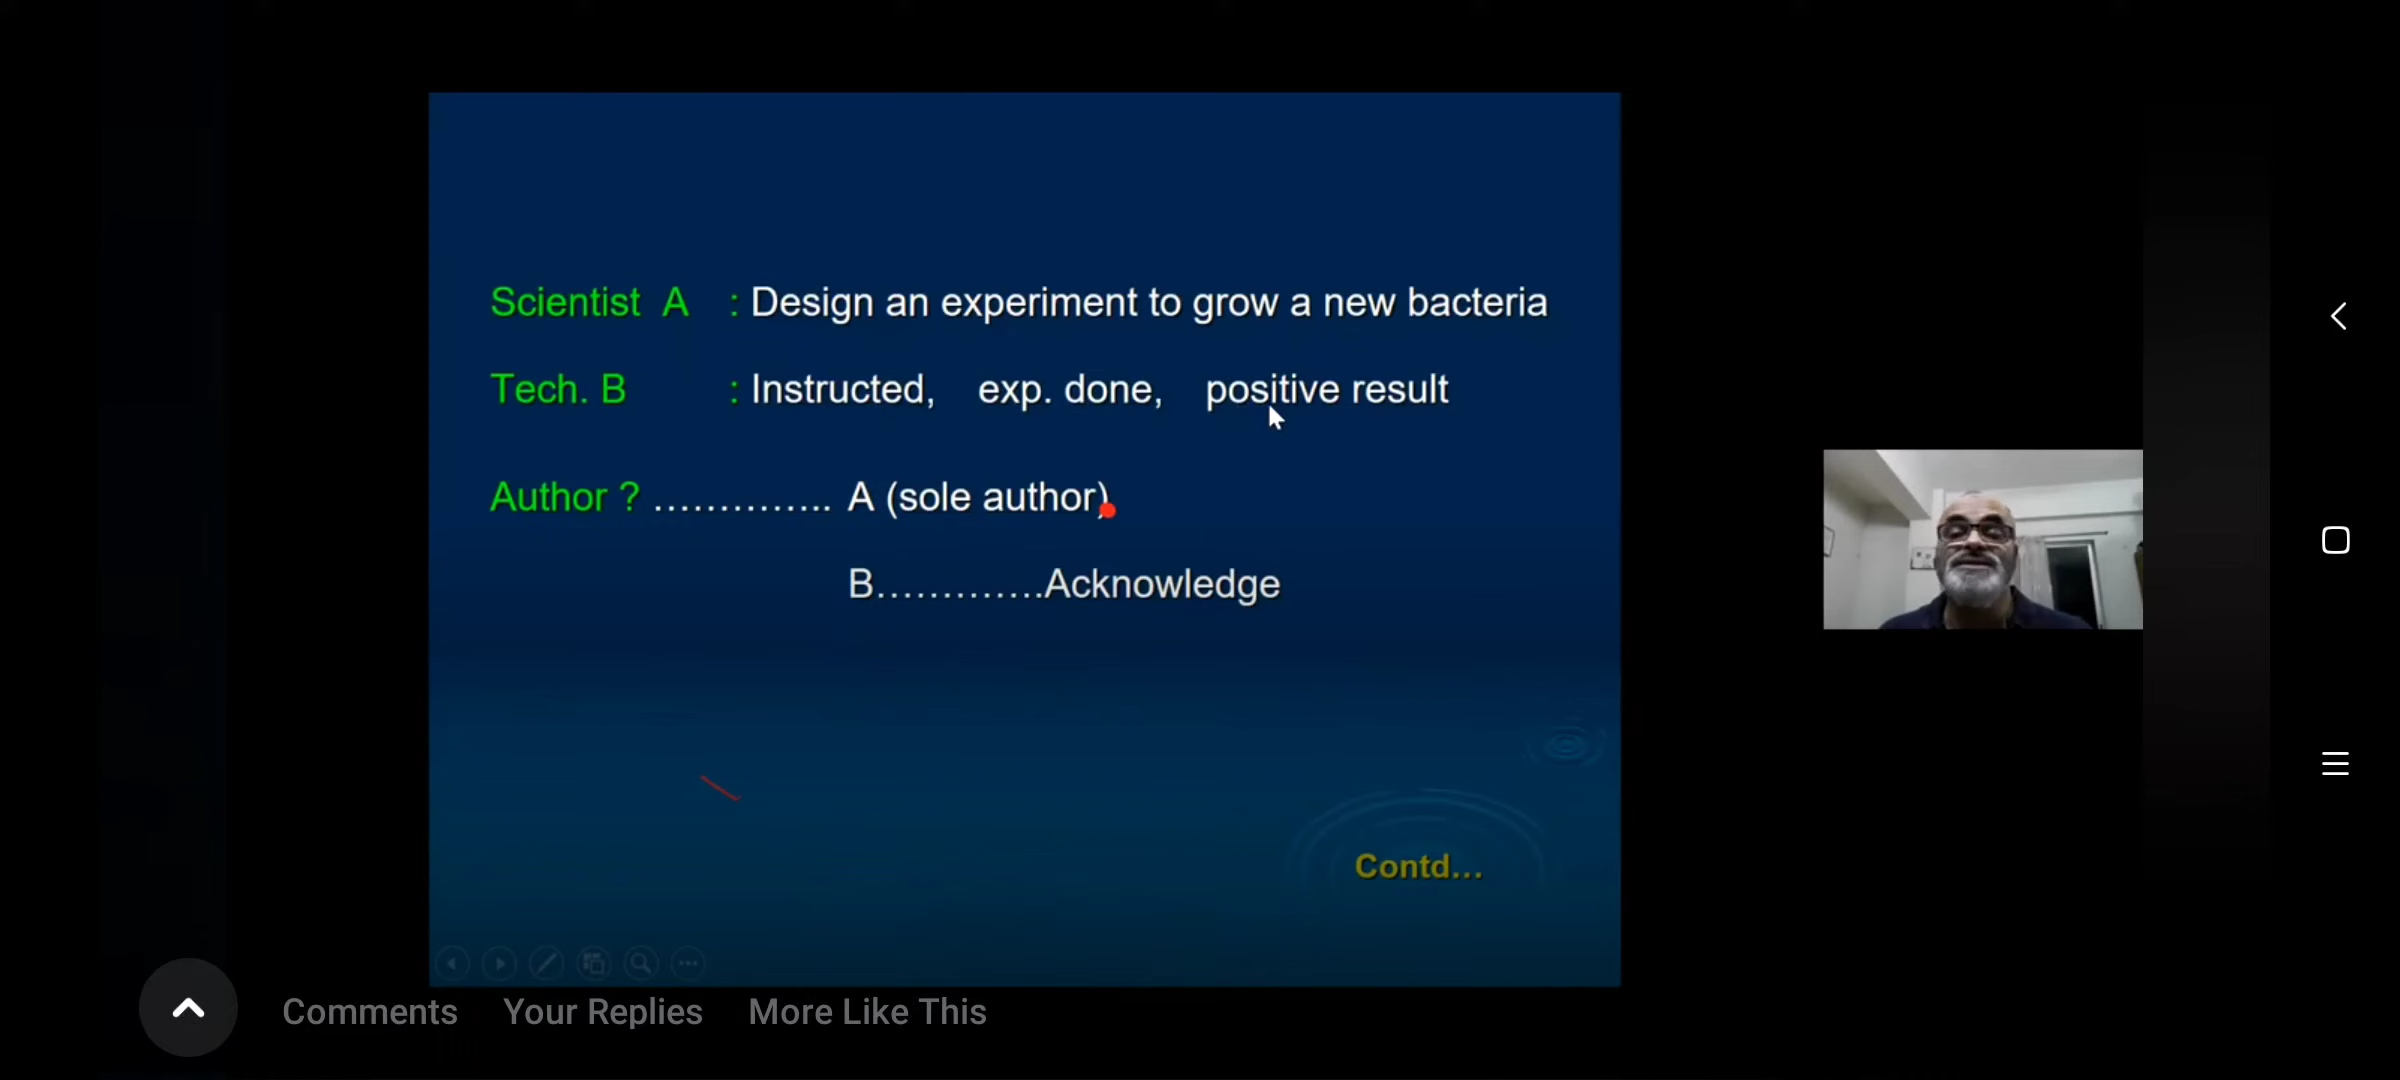 Scientist A : Design an experiment to grow a new bacteria
Tech. B : Instructed, exp. done, positive result
Author ? .............. A (sole author)
B.............Acknowledge
Contd...
Comments Your Replies More Like This